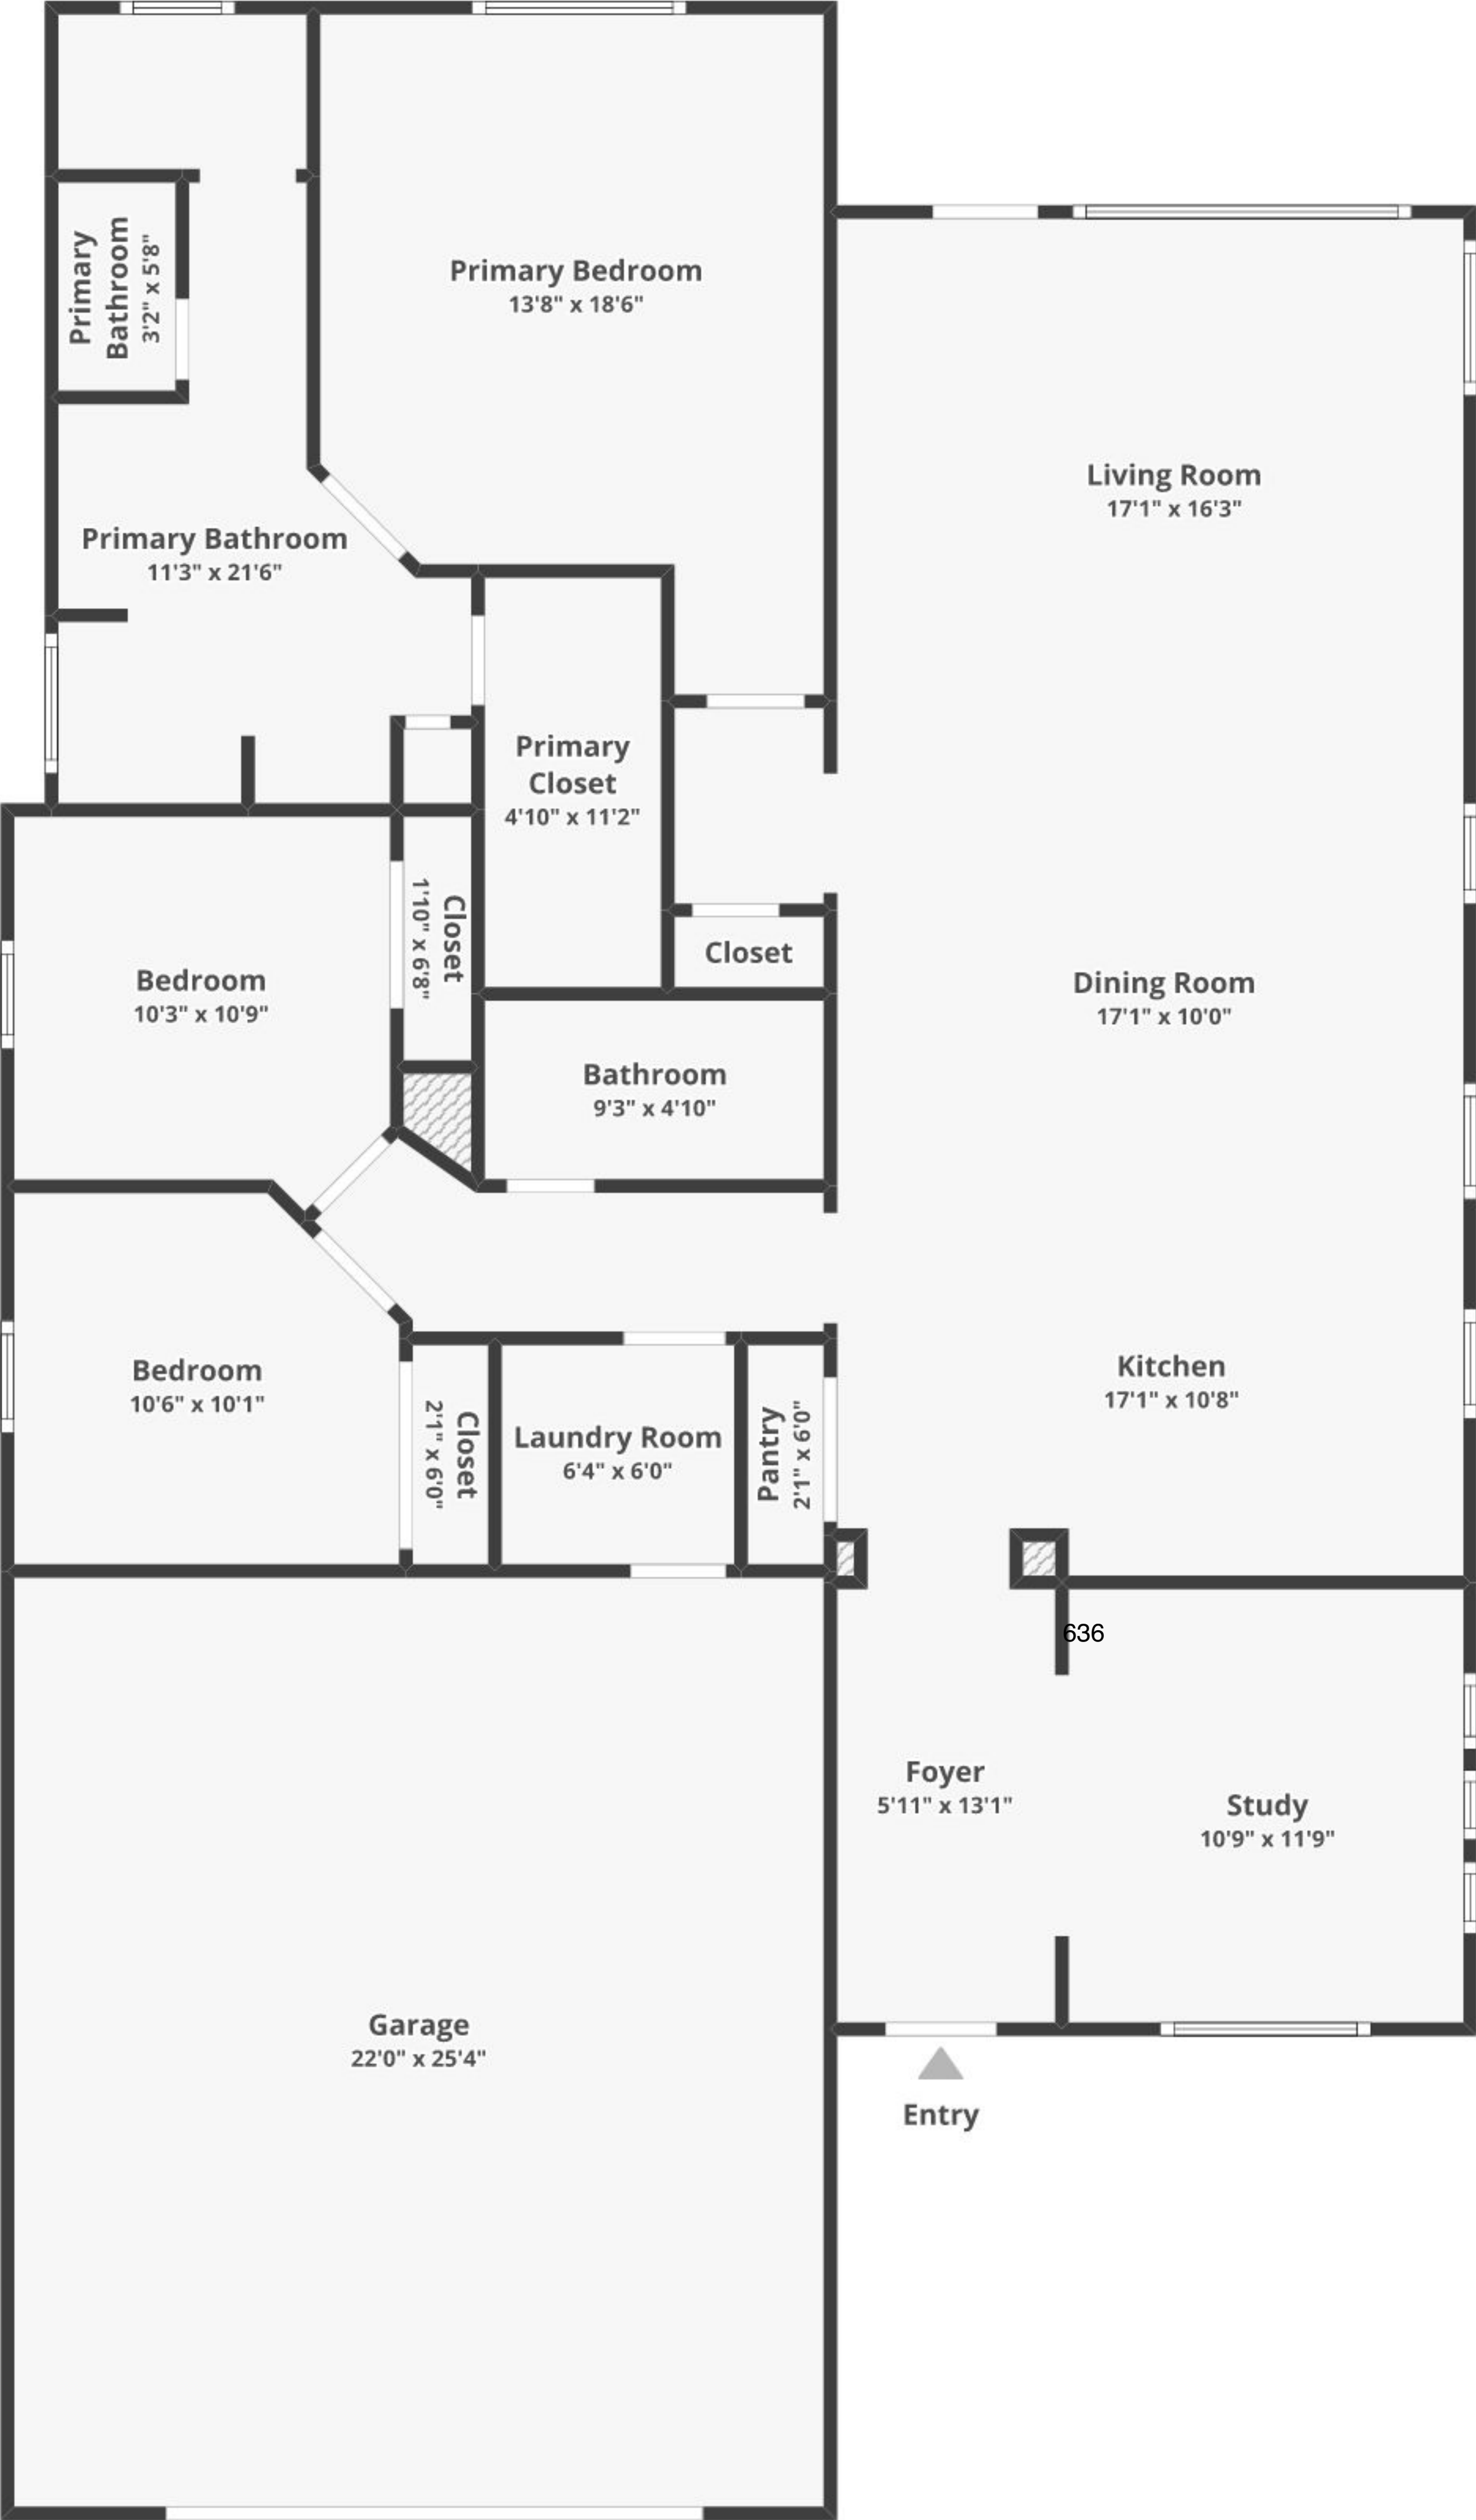 Primary Bedroom
13'8" x 18'6"
Primary
Bathroom
3'2" x 5'8"
Living Room
17'1" x 16'3"
Primary Bathroom
11'3" x 21'6"
Primary
Closet
4'10" x 11'2"
Closet
1'10" x 6'8"
Closet
Bedroom
10'3" x 10'9"
Dining Room
17'1" x 10'0"
Bathroom
9'3" x 4'10"
Bedroom
10'6" x 10'1"
Closet
2'1" x 6'0"
Laundry Room
6'4" x 6'0"
Pantry
2'1" x 6'0"
Kitchen
17'1" x 10'8"
636
Foyer
5'11" x 13'1"
Study
10'9" x 11'9"
Garage
22'0" x 25'4"
Entry